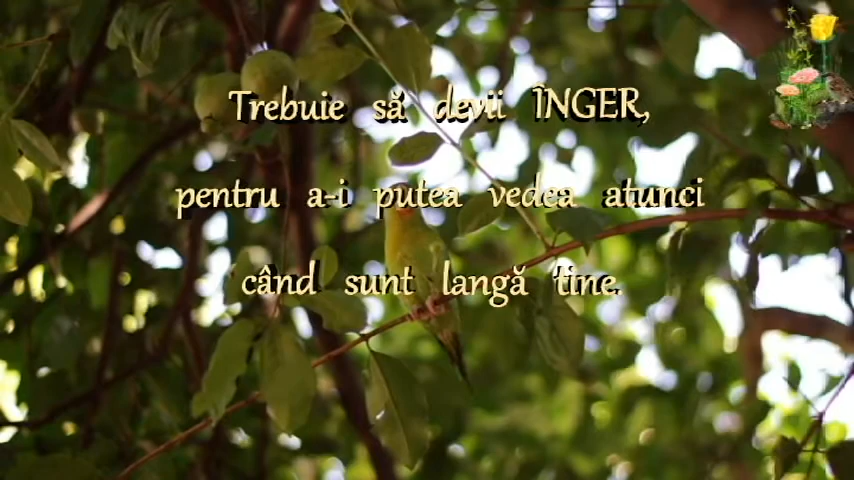 Trebuie să devii ÎNGER,
pentru a-i putea vedea atunci
când sunt langă tine.